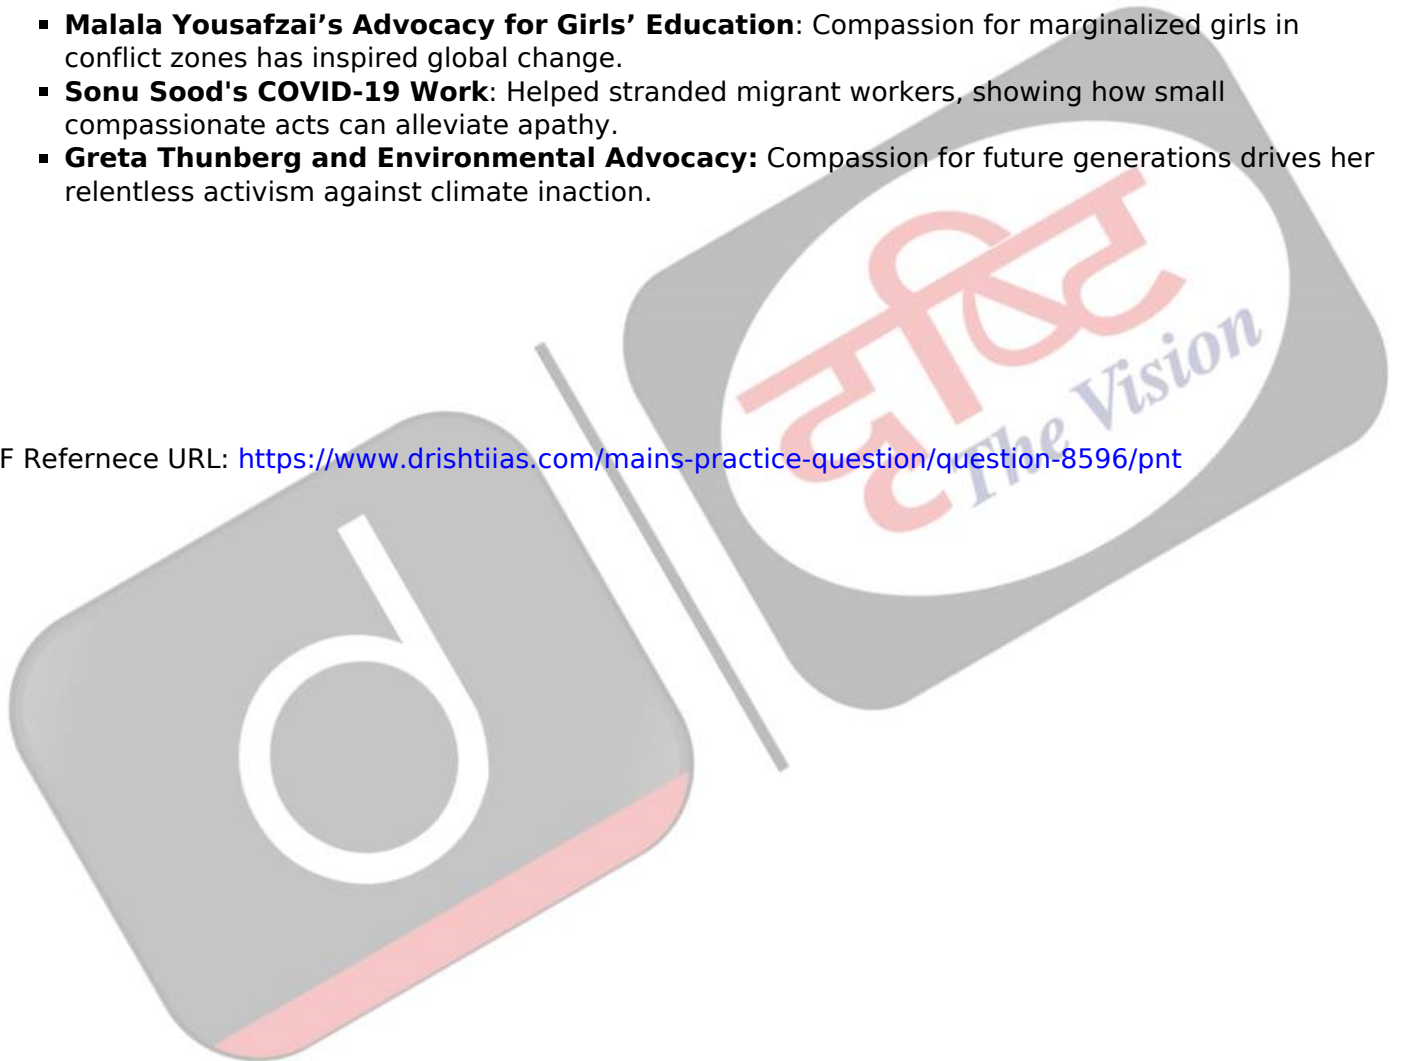 ▪ Malala Yousafzai’s Advocacy for Girls’ Education: Compassion for marginalized girls in
conflict zones has inspired global change.
▪ Sonu Sood's COVID-19 Work: Helped stranded migrant workers, showing how small
compassionate acts can alleviate apathy.
▪ Greta Thunberg and Environmental Advocacy: Compassion for future generations drives her
relentless activism against climate inaction.
दृष्टि
The Vision
F Refernece URL: https://www.drishtiias.com/mains-practice-question/question-8596/pnt
d